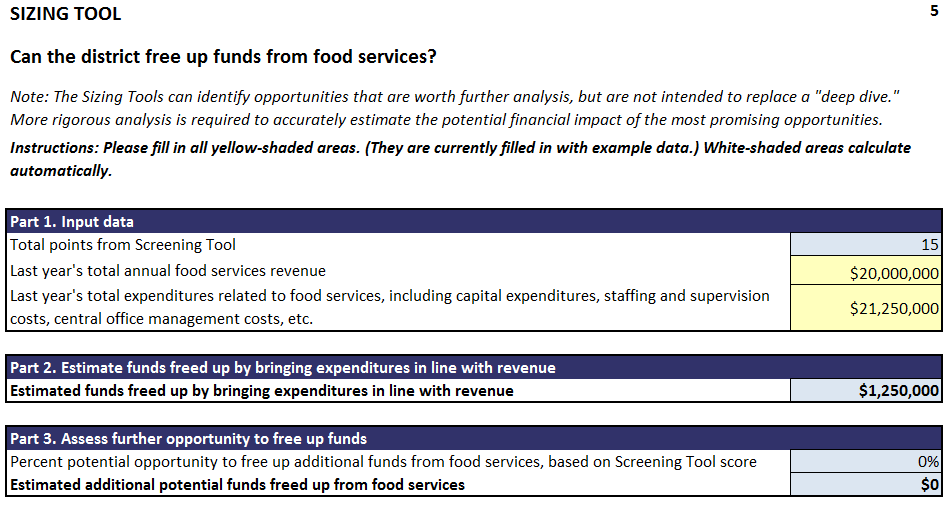 SIZING TOOL 5
Can the district free up funds from food services?
Note: The Sizing Tools can identify opportunities that are worth further analysis, but are not intended to replace a "deep dive."
More rigorous analysis is required to accurately estimate the potential financial impact of the most promising opportunities.
Instructions: Please fill in all yellow-shaded areas. (They are currently filled in with example data.) White-shaded areas calculate
automatically.
Part 1. Input data
Total points from Screening Tool 15
Last year's total annual food services revenue $20,000,000
Last year's total expenditures related to food services, including capital expenditures, staffing and supervision
costs, central office management costs, etc. $21,250,000
Part 2. Estimate funds freed up by bringing expenditures in line with revenue
Estimated funds freed up by bringing expenditures in line with revenue $1,250,000
Part 3. Assess further opportunity to free up funds
Percent potential opportunity to free up additional funds from food services, based on Screening Tool score 0%
Estimated additional potential funds freed up from food services $0